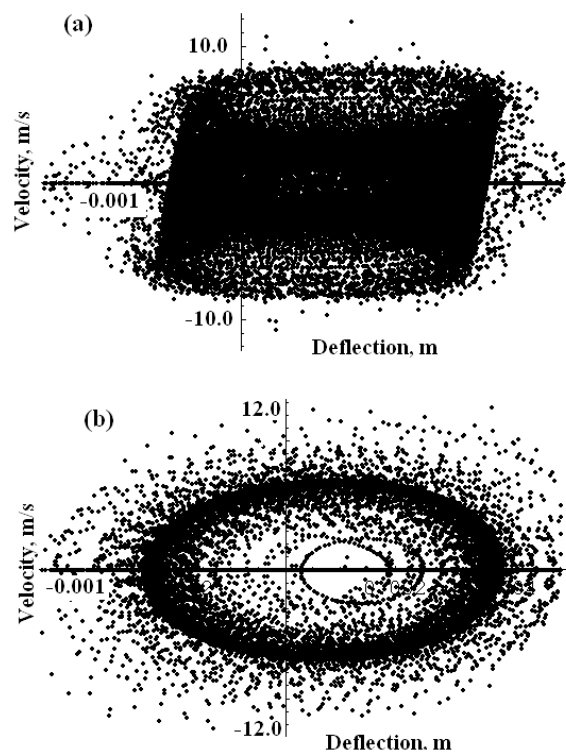 (a)
10.0
Velocity, m/s
-0.001
-10.0
Deflection, m
(b)
12.0
Velocity, m/s
-0.001
-12.0
Deflection, m